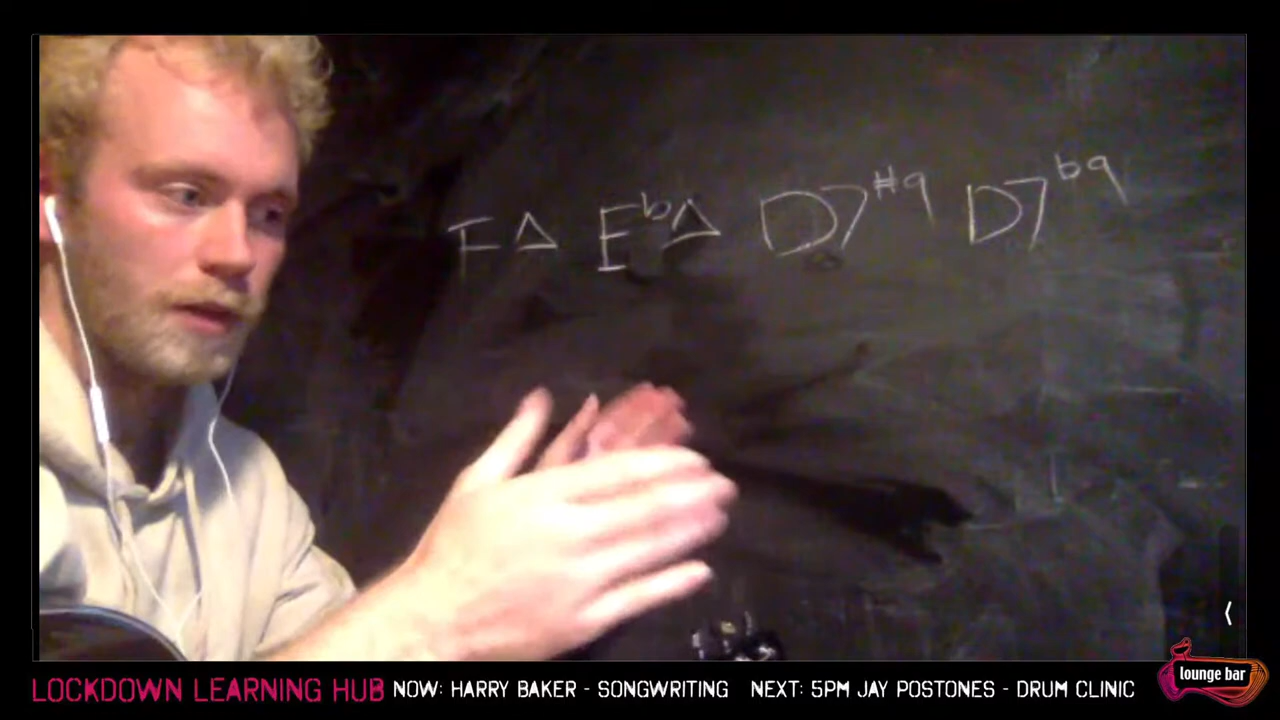 F△ E♭△ D7#9 D7♭9
LOCKDOWN LEARNING HUB NOW: HARRY BAKER - SONGWRITING NEXT: 5PM JAY POSTONES - DRUM CLINIC
lounge bar